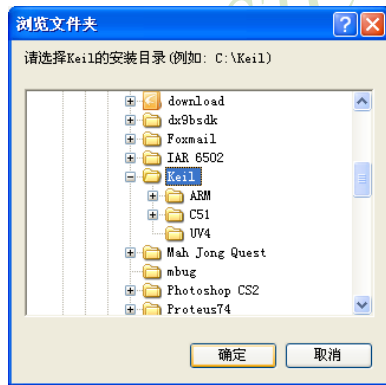 浏览文件夹
请选择Keil的安装目录(例如: C:\Keil)
download
dx9bsdk
Foxmail
IAR 6502
Keil
ARM
C51
UV4
Mah Jong Quest
mbug
Photoshop CS2
Proteus74
确定
取消